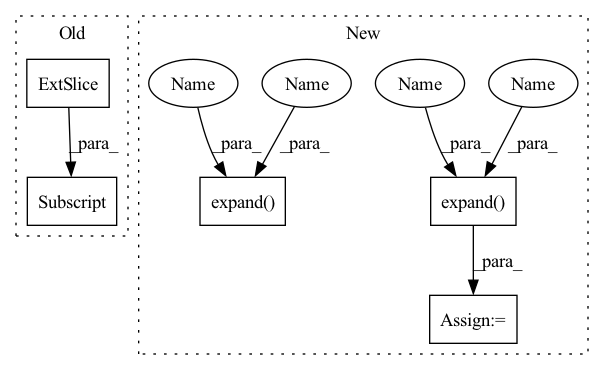 Old
New
ExtSlice
Name
Name
Name
Name
_para_
_para_
_para_
_para_
_para_
Subscript
expand()
expand()
_para_
Assign:=